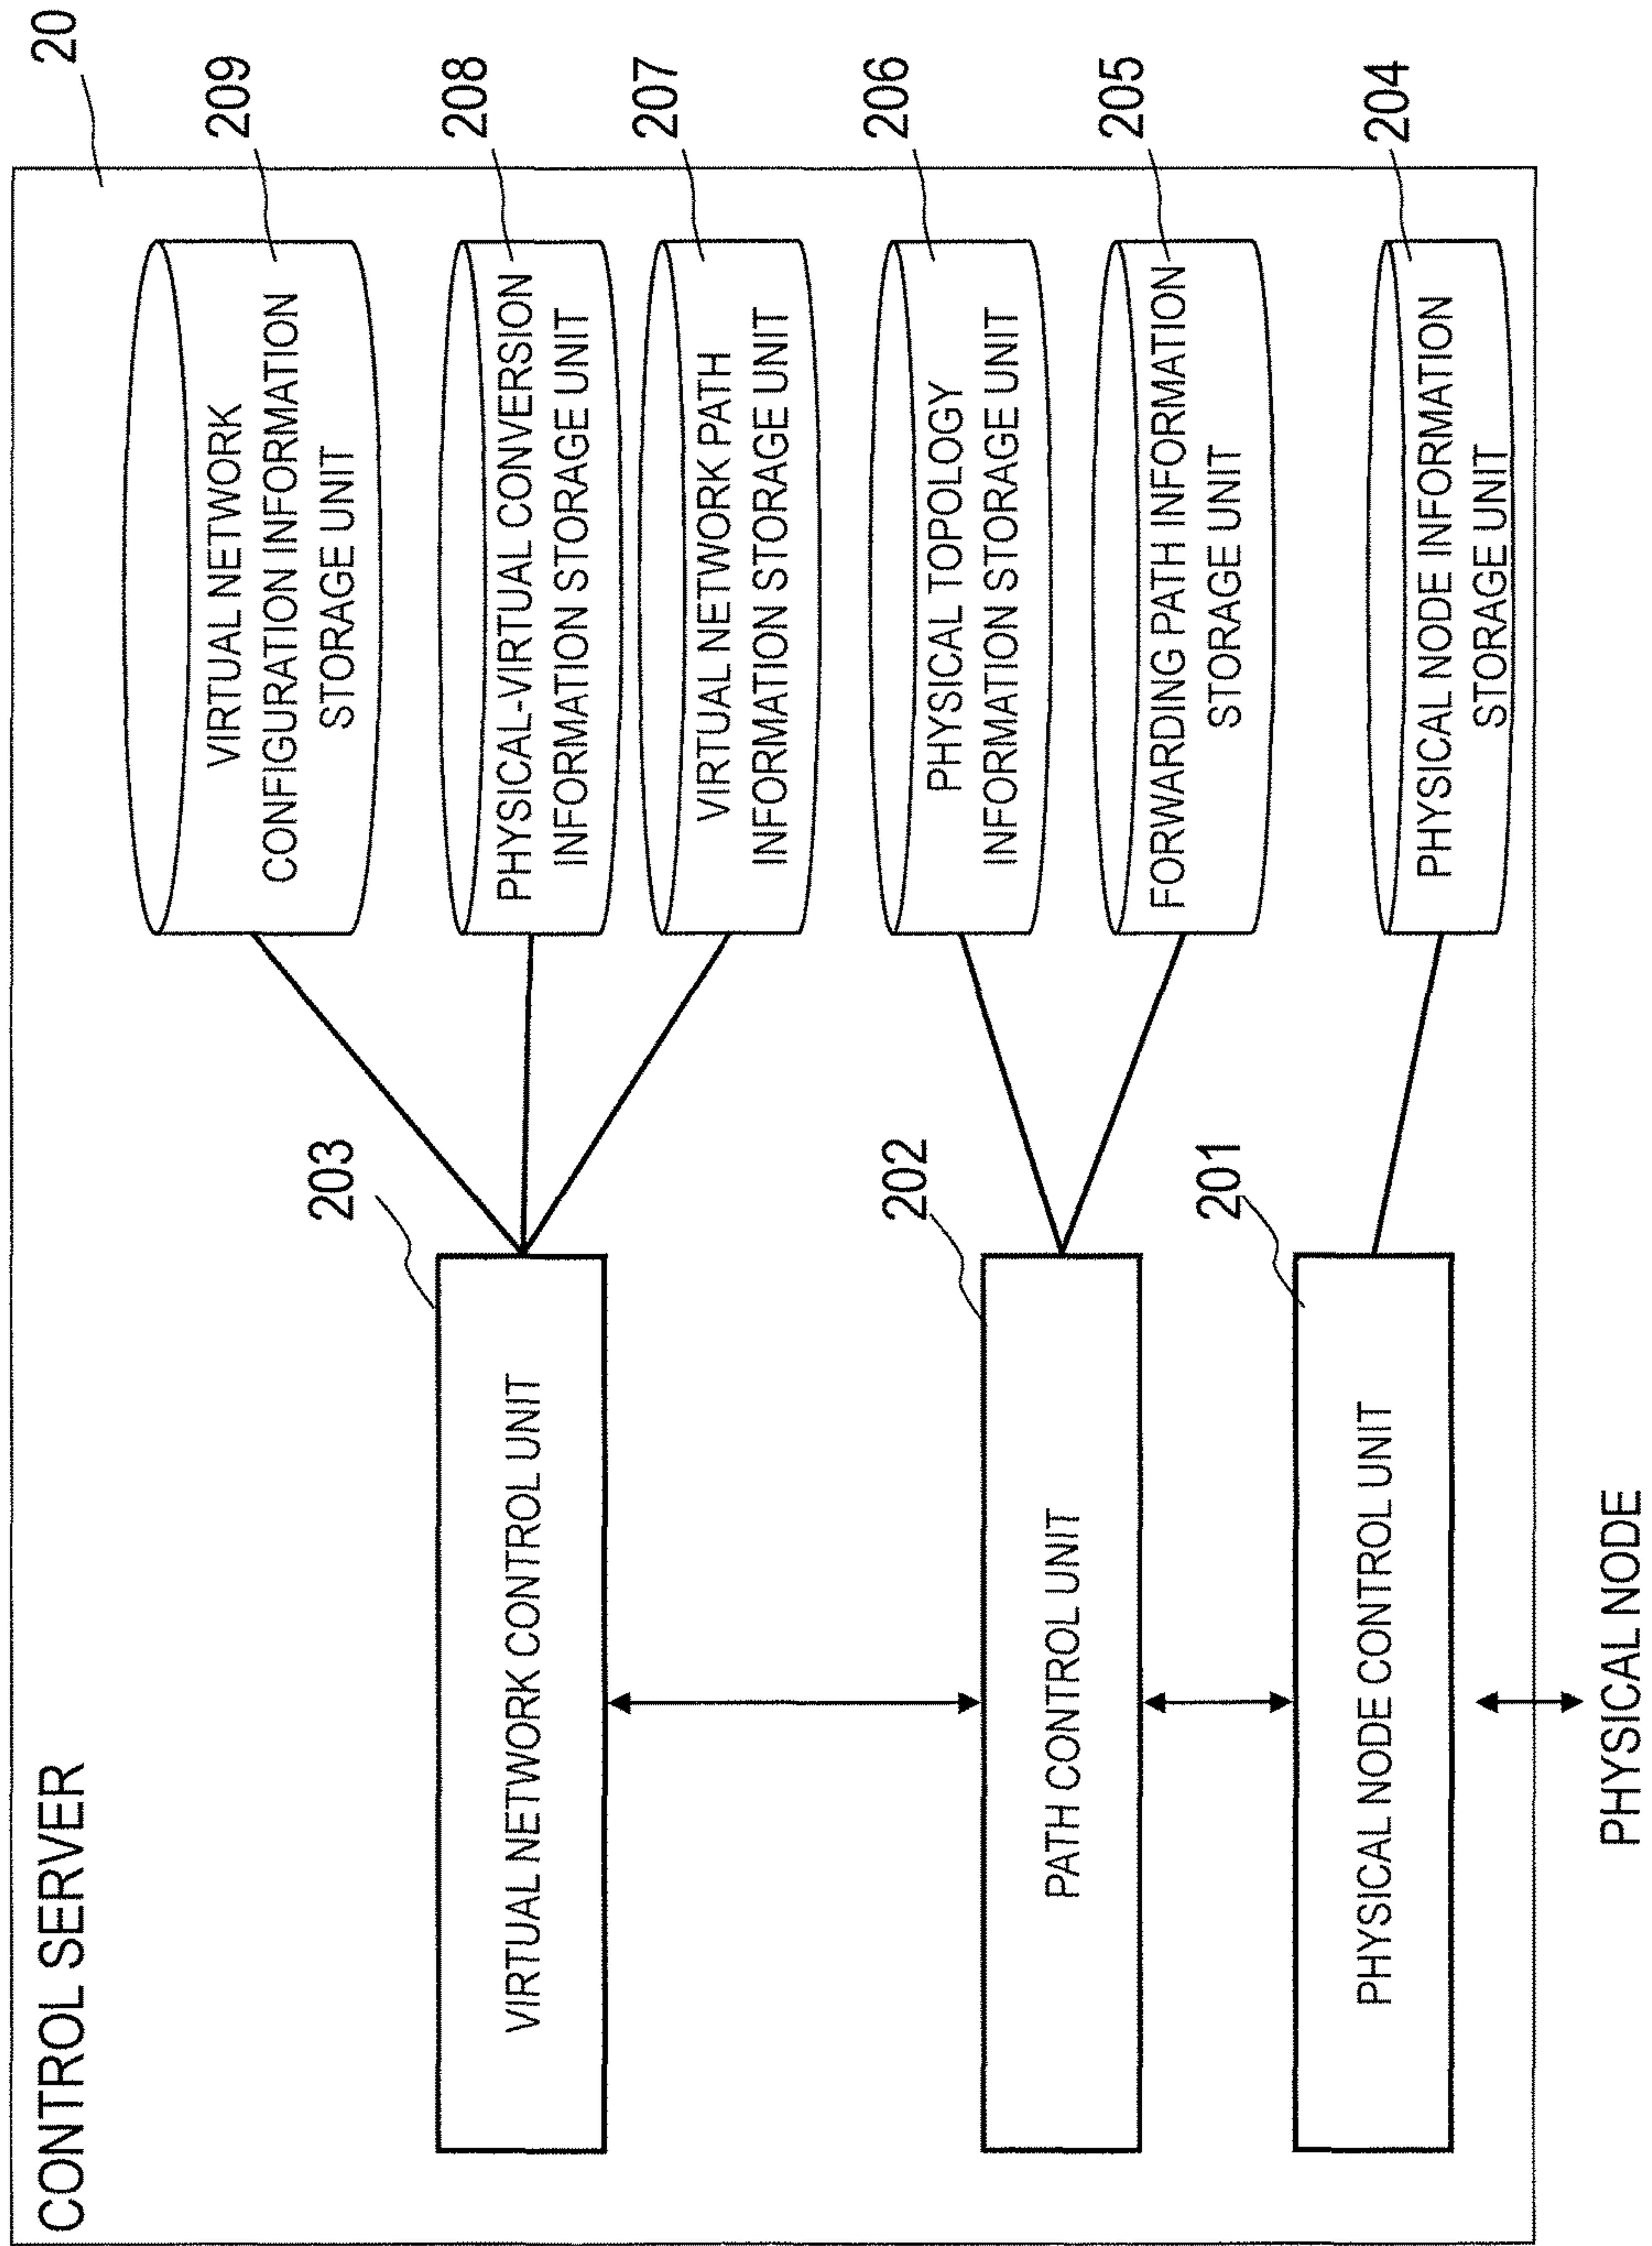 CONTROL SERVER
20
203
VIRTUAL NETWORK CONTROL UNIT
VIRTUAL NETWORK
CONFIGURATION INFORMATION
STORAGE UNIT
209
PHYSICAL-VIRTUAL CONVERSION
INFORMATION STORAGE UNIT
208
VIRTUAL NETWORK PATH
INFORMATION STORAGE UNIT
207
202
PATH CONTROL UNIT
PHYSICAL TOPOLOGY
INFORMATION STORAGE UNIT
206
FORWARDING PATH INFORMATION
STORAGE UNIT
205
201
PHYSICAL NODE CONTROL UNIT
PHYSICAL NODE INFORMATION
STORAGE UNIT
204
PHYSICAL NODE